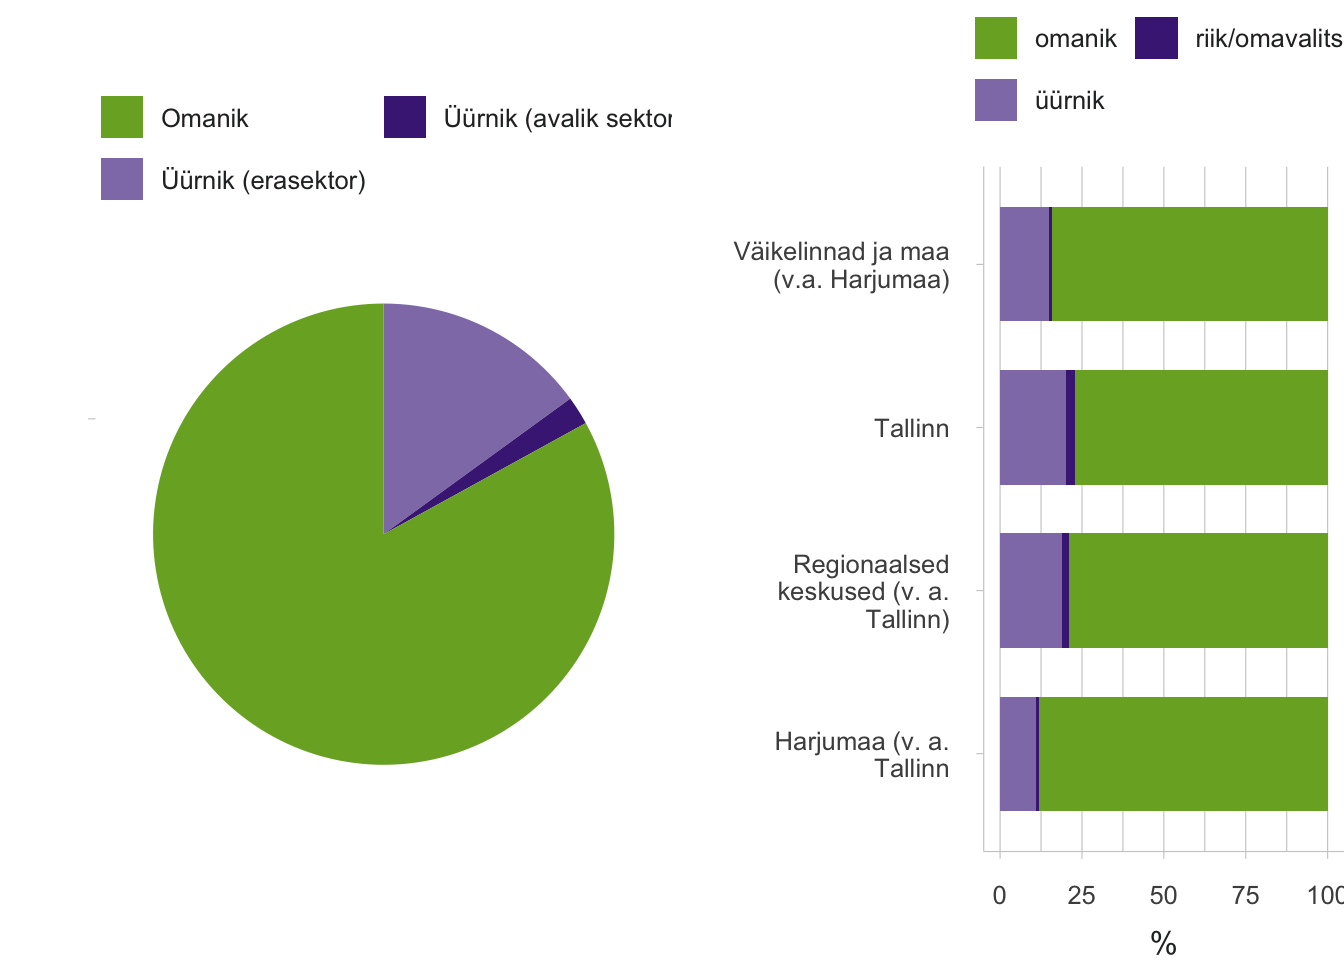 Omanik
Üürnik (avalik sektor
Üürnik (erasektor)
omanik
riik/omavalits
üürnik
Väikelinnad ja maa
(v.a. Harjumaa)
Tallinn
Regionaalsed
keskused (v. a.
Tallinn)
Harjumaa (v. a.
Tallinn
0 25 50 75 100
%